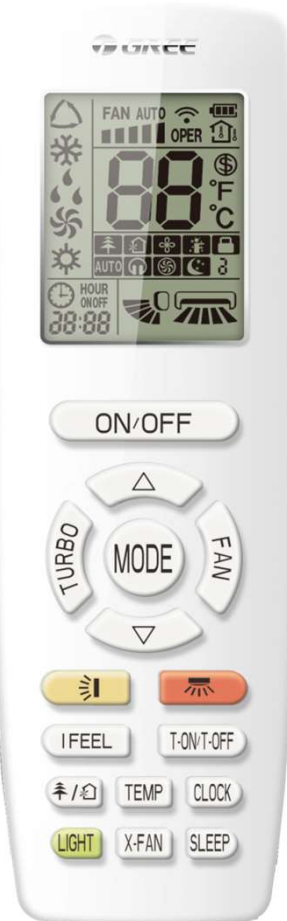 GREE
FAN AUTO
OPER
88
$
°F
°C
AUTO
HOUR
ON OFF
88:88
ON/OFF
TURBO
MODE
FAN
I FEEL
T-ON/T-OFF
/
TEMP
CLOCK
LIGHT
X-FAN
SLEEP